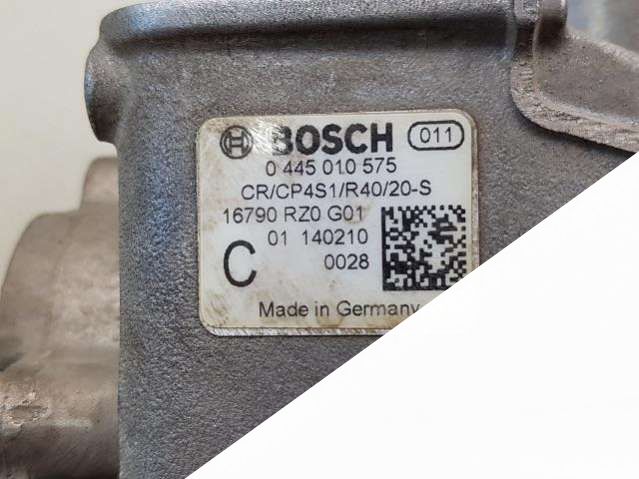 BOSCH 011
0 445 010 575
CR/CP4S1/R40/20-S
16790 RZ0 G01
01 140210
C 0028
Made in Germany